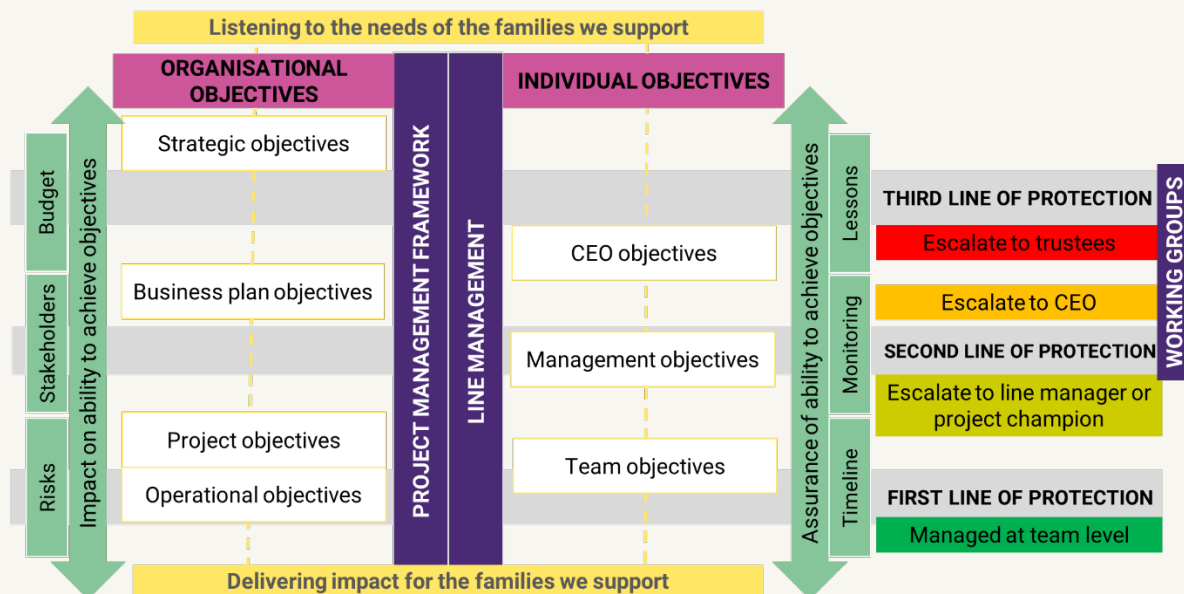 Listening to the needs of the families we support
ORGANISATIONAL
OBJECTIVES
INDIVIDUAL OBJECTIVES
PROJECT MANAGEMENT FRAMEWORK
LINE MANAGEMENT
Budget
Stakeholders
Risks
Impact on ability to achieve objectives
Strategic objectives
Business plan objectives
Project objectives
Operational objectives
CEO objectives
Management objectives
Team objectives
Assurance of ability to achieve objectives
Lessons
Monitoring
Timeline
THIRD LINE OF PROTECTION
Escalate to trustees
Escalate to CEO
SECOND LINE OF PROTECTION
Escalate to line manager or
project champion
FIRST LINE OF PROTECTION
Managed at team level
WORKING GROUPS
Delivering impact for the families we support